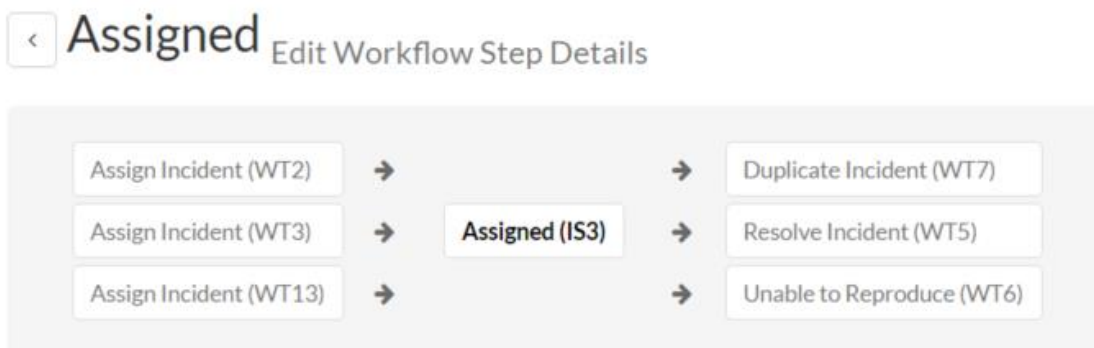 Assigned Edit Workflow Step Details
Assign Incident (WT2) Duplicate Incident (WT7)
Assign Incident (WT3) Assigned (IS3) Resolve Incident (WT5)
Assign Incident (WT13) Unable to Reproduce (WT6)